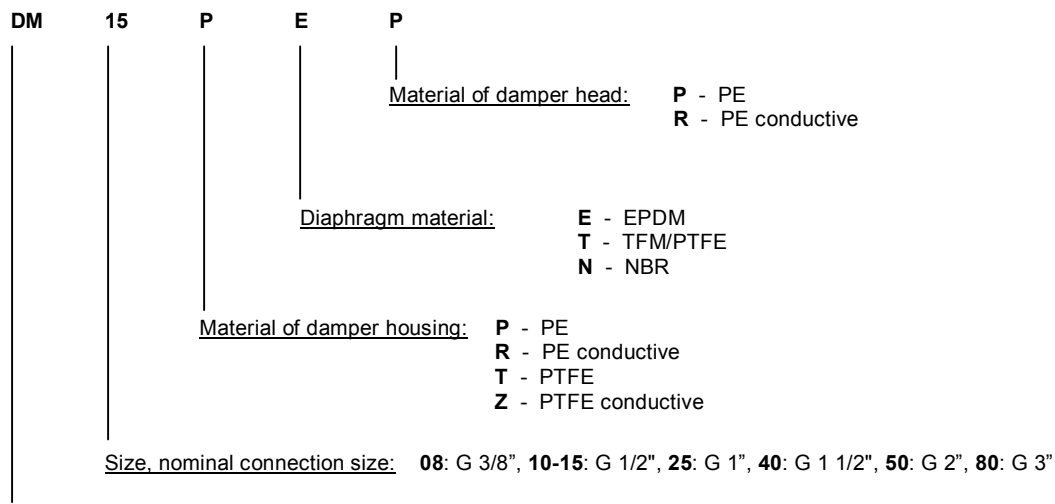 DM 15 P E P
Material of damper head: P - PE
R - PE conductive
Diaphragm material: E - EPDM
T - TFM/PTFE
N - NBR
Material of damper housing: P - PE
R - PE conductive
T - PTFE
Z - PTFE conductive
Size, nominal connection size: 08: G 3/8”, 10-15: G 1/2", 25: G 1”, 40: G 1 1/2", 50: G 2”, 80: G 3”